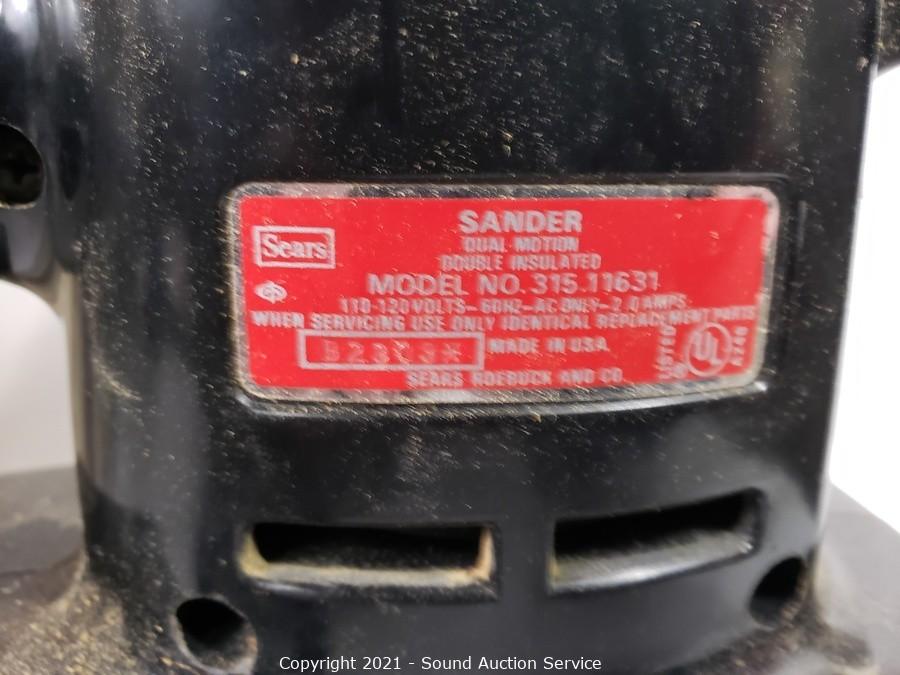 SANDER
Sears
DUAL MOTION
DOUBLE INSULATED
MODEL NO. 315.11631
110-120 VOLTS-60HZ-AC ONLY-2.0 AMPS
WHEN SERVICING USE ONLY IDENTICAL REPLACEMENT PARTS
MADE IN U.S.A.
UL
LISTED
SEARS ROEBUCK AND CO.
Copyright 2021 - Sound Auction Service